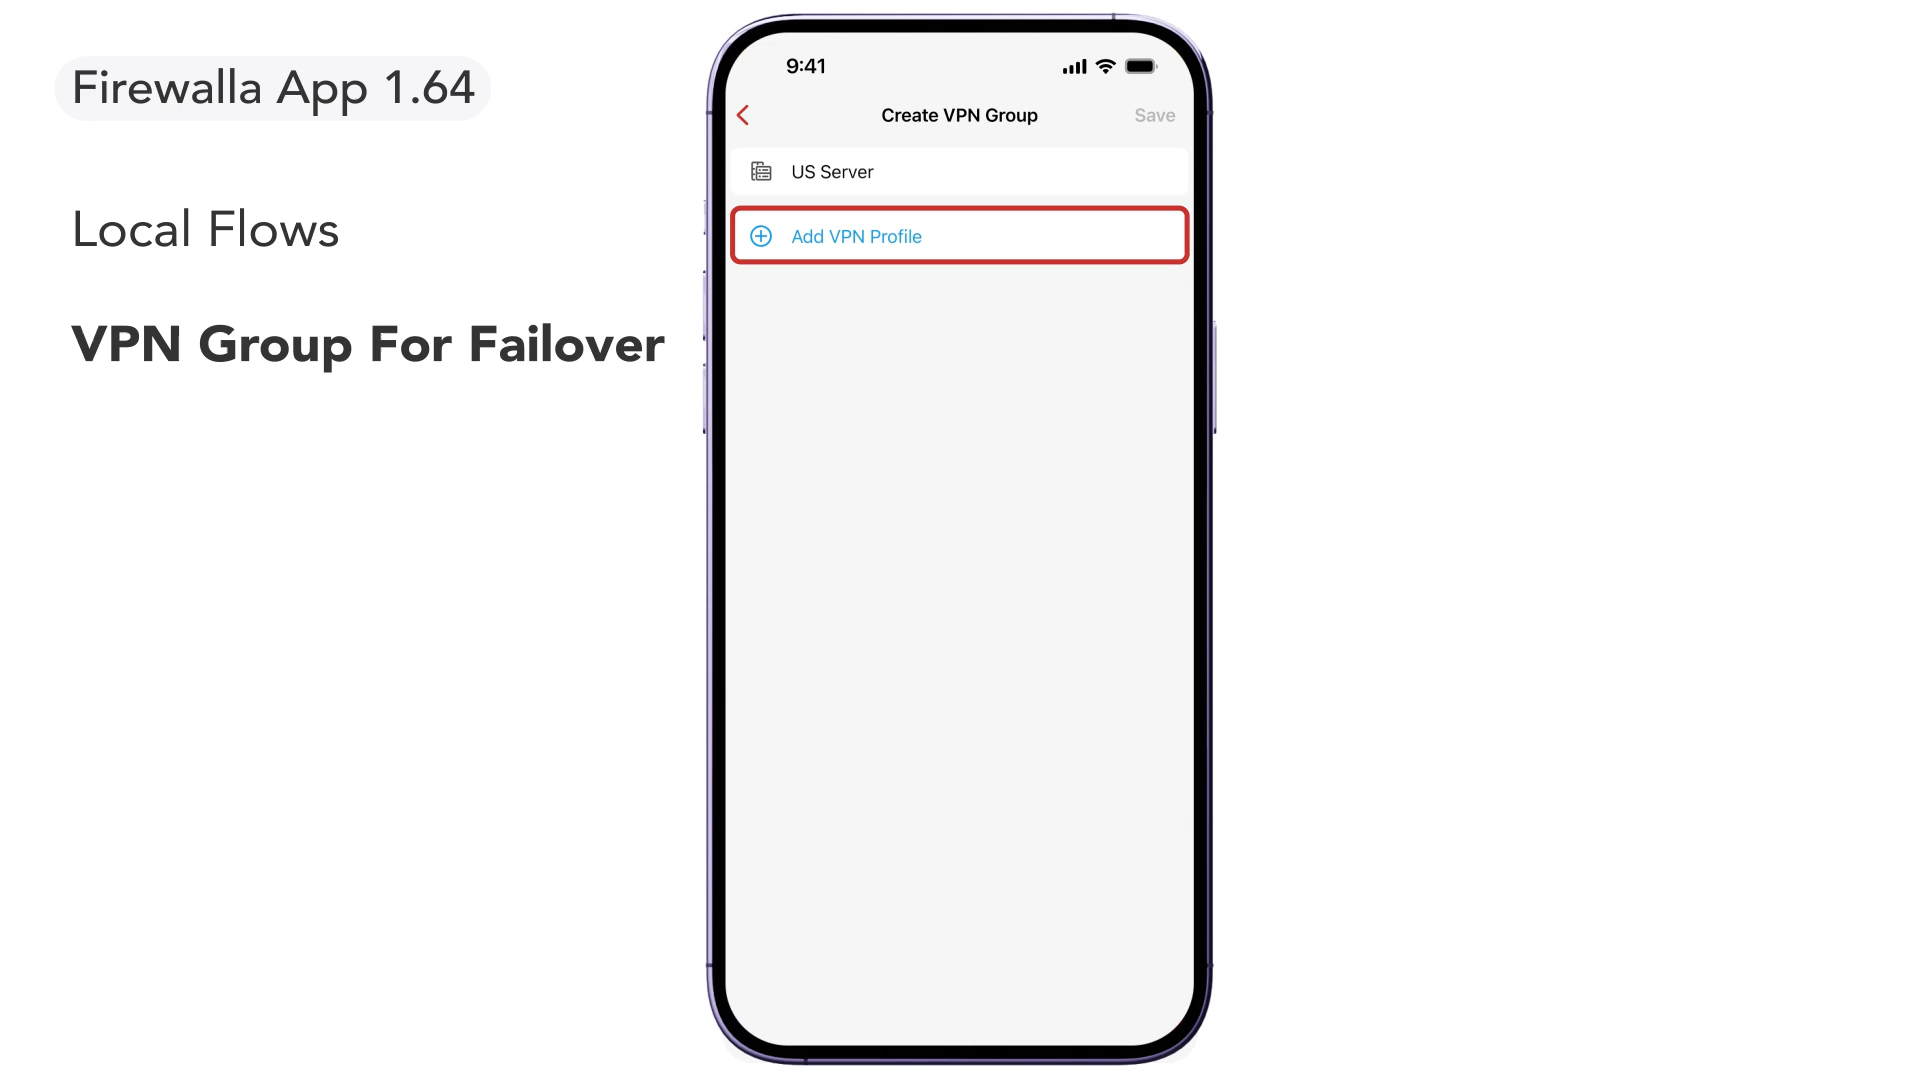 Firewalla App 1.64
Local Flows
VPN Group For Failover
9:41
Create VPN Group
Save
US Server
Add VPN Profile